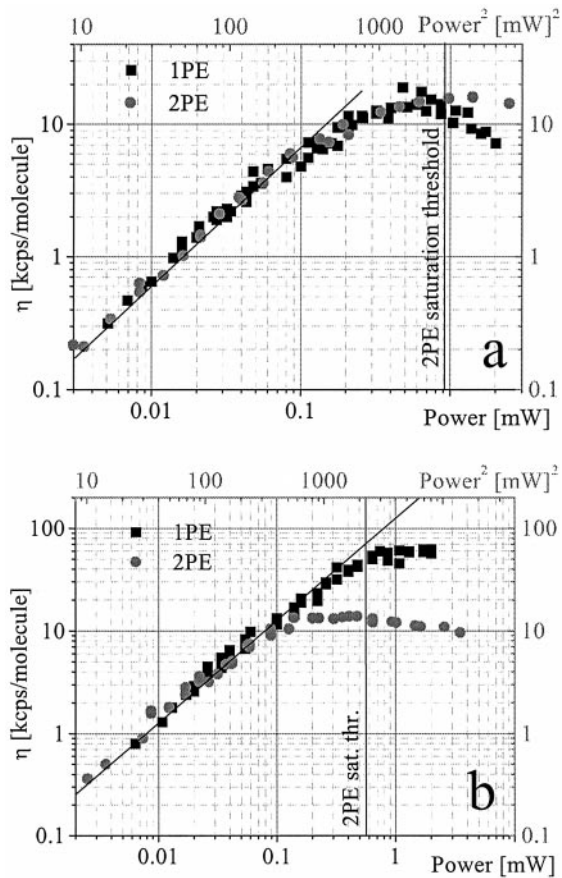 10 100 1000 Power² [mW]²
1PE
2PE
10 10
η [kcps/molecule]
1 1
2PE saturation threshold
a
0.1 0.1
0.01 0.1 1
Power [mW]
10 100 1000 Power² [mW]²
100 100
1PE
2PE
η [kcps/molecule]
10 10
1 1
2PE sat. thr.
b
0.1 0.1
0.01 0.1 1
Power [mW]